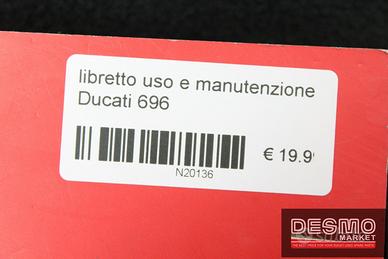 libretto uso e manutenzione
Ducati 696
€ 19.9
N20136
DESMO
MARKET